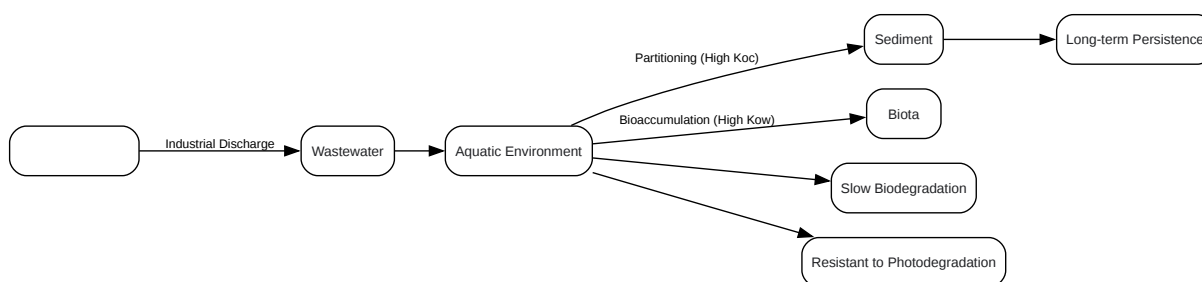 Industrial Discharge
Wastewater
Aquatic Environment
Partitioning (High Koc)
Sediment
Long-term Persistence
Bioaccumulation (High Kow)
Biota
Slow Biodegradation
Resistant to Photodegradation